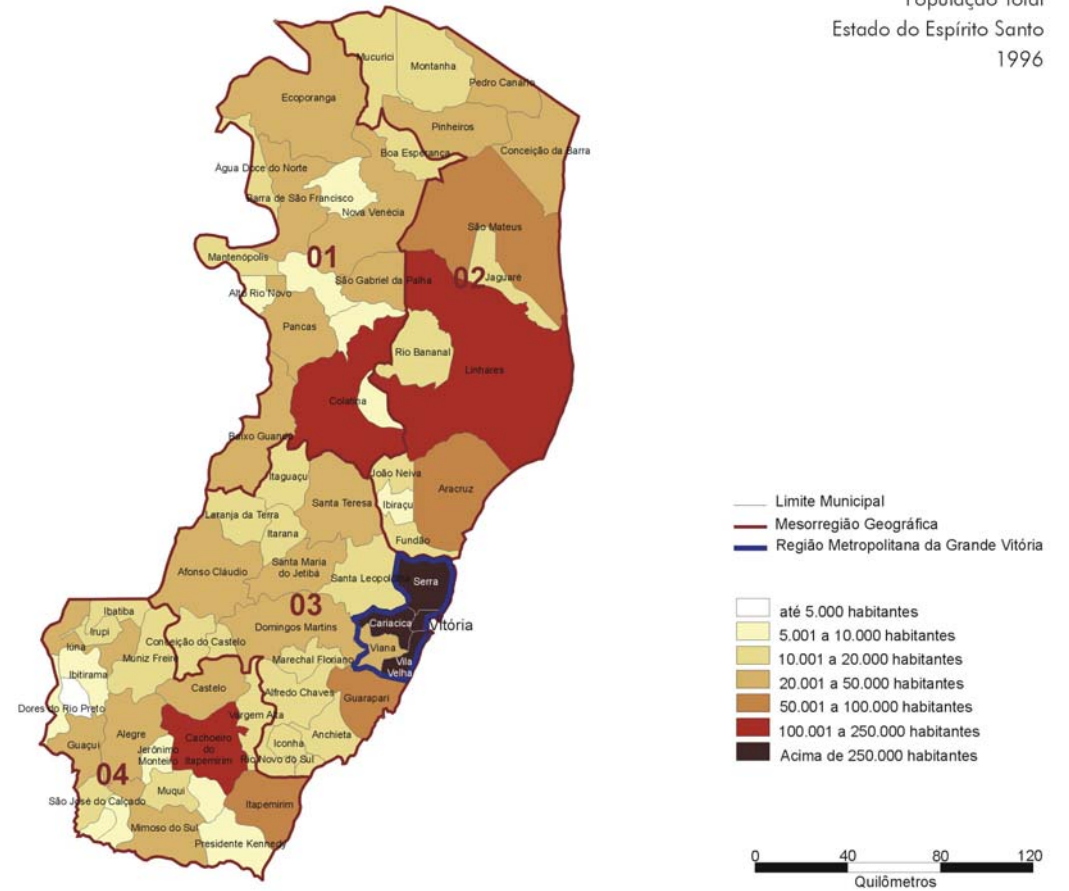 População Total
Estado do Espírito Santo
1996
Mucurici
Montanha
Pedro Canário
Ecoporanga
Pinheiros
Boa Esperança
Conceição da Barra
Água Doce do Norte
Barra de São Francisco
Nova Venécia
São Mateus
Mantenópolis
01
São Gabriel da Palha
02
Jaguare
Alto Rio Novo
Pancas
Rio Bananal
Linhares
Colatina
Baixo Guandu
Itaguaçu
João Neiva
Aracruz
Santa Teresa
Ibiraçu
Laranja da Terra
Itarana
Fundão
Afonso Cláudio
Santa Maria
do Jetibá
Santa Leopoldina
Serra
03
Ibatiba
Cariacica
Vitória
Irupi
Domingos Martins
Iúna
Conceição do Castelo
Viana
Muniz Freire
Marechal Floriano
Vila
Velha
Ibitirama
Castelo
Alfredo Chaves
Guarapari
Dores do Rio Preto
Vargem Alta
Alegre
Cachoeiro
do
Itapemirim
Anchieta
Guaçuí
Jerônimo
Monteiro
Iconha
Rio Novo do Sul
04
Muqui
São José do Calçado
Itapemirim
Mimoso do Sul
Presidente Kennedy
Limite Municipal
Mesorregião Geográfica
Região Metropolitana da Grande Vitória
até 5.000 habitantes
5.001 a 10.000 habitantes
10.001 a 20.000 habitantes
20.001 a 50.000 habitantes
50.001 a 100.000 habitantes
100.001 a 250.000 habitantes
Acima de 250.000 habitantes
0 40 80 120
Quilômetros